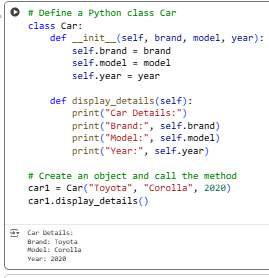 # Define a Python class Car
class Car:
    def __init__(self, brand, model, year):
        self.brand = brand
        self.model = model
        self.year = year

    def display_details(self):
        print("Car Details:")
        print("Brand:", self.brand)
        print("Model:", self.model)
        print("Year:", self.year)

# Create an object and call the method
car1 = Car("Toyota", "Corolla", 2020)
car1.display_details()

Car Details:
Brand: Toyota
Model: Corolla
Year: 2020